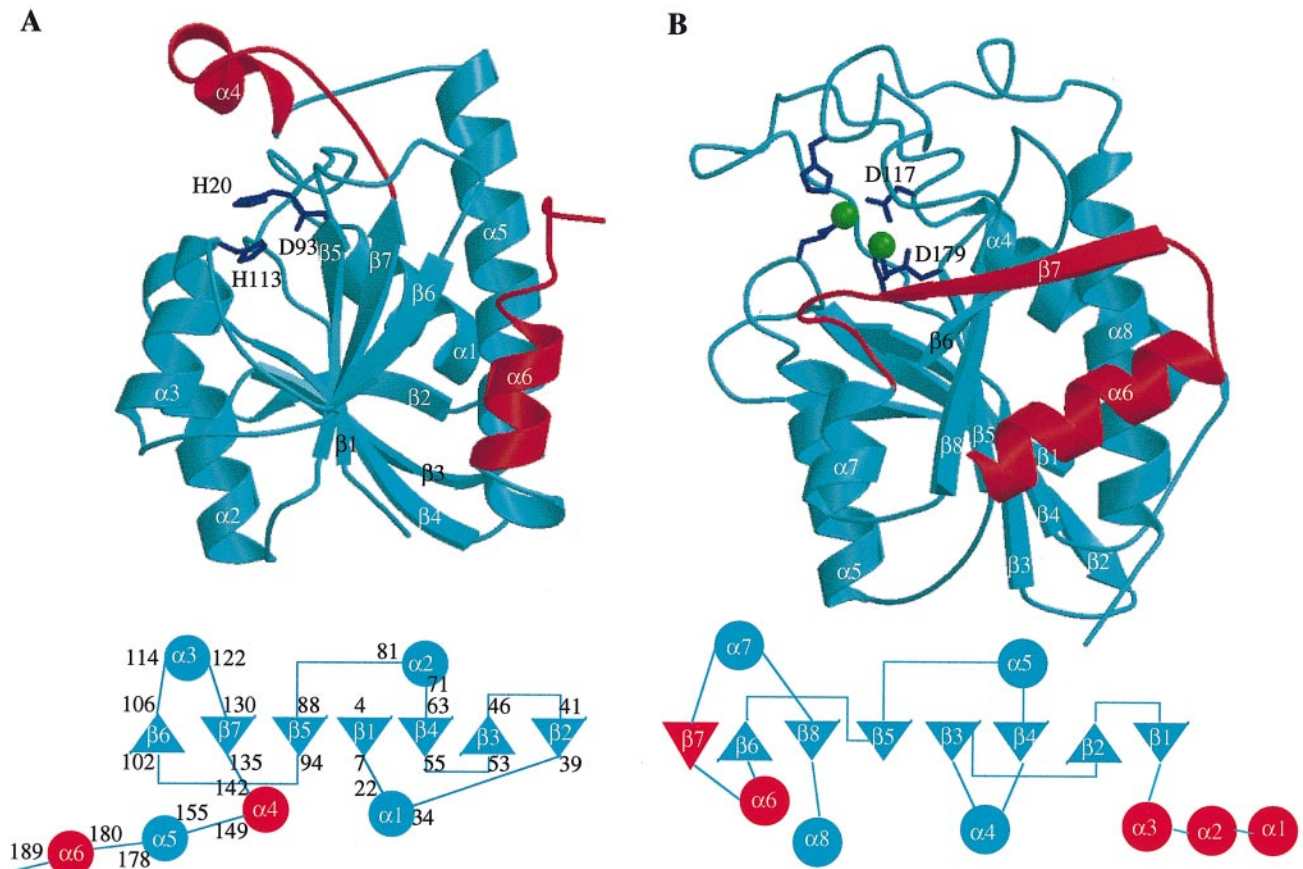 A
α4
H20
D93
H113
β5
β7
α5
β6
α1
α3
α6
β2
β1
β3
α2
β4
B
D117
α4
D179
β7
β6
α8
α6
β8
β5
β1
α7
β4
α5
β3
β2
114 α3 122 81 α2
71
106 130 88 4 63 46 41
β6 β7 β5 β1 β4 β3 β2
102 135 94 7 55 53 39
142 22
α4 α1 34
155 149
180 α5
189 α6 178
α7 α5
β7 β6 β8 β5 β3 β4 β2 β1
α6 α8 α4 α3 α2 α1